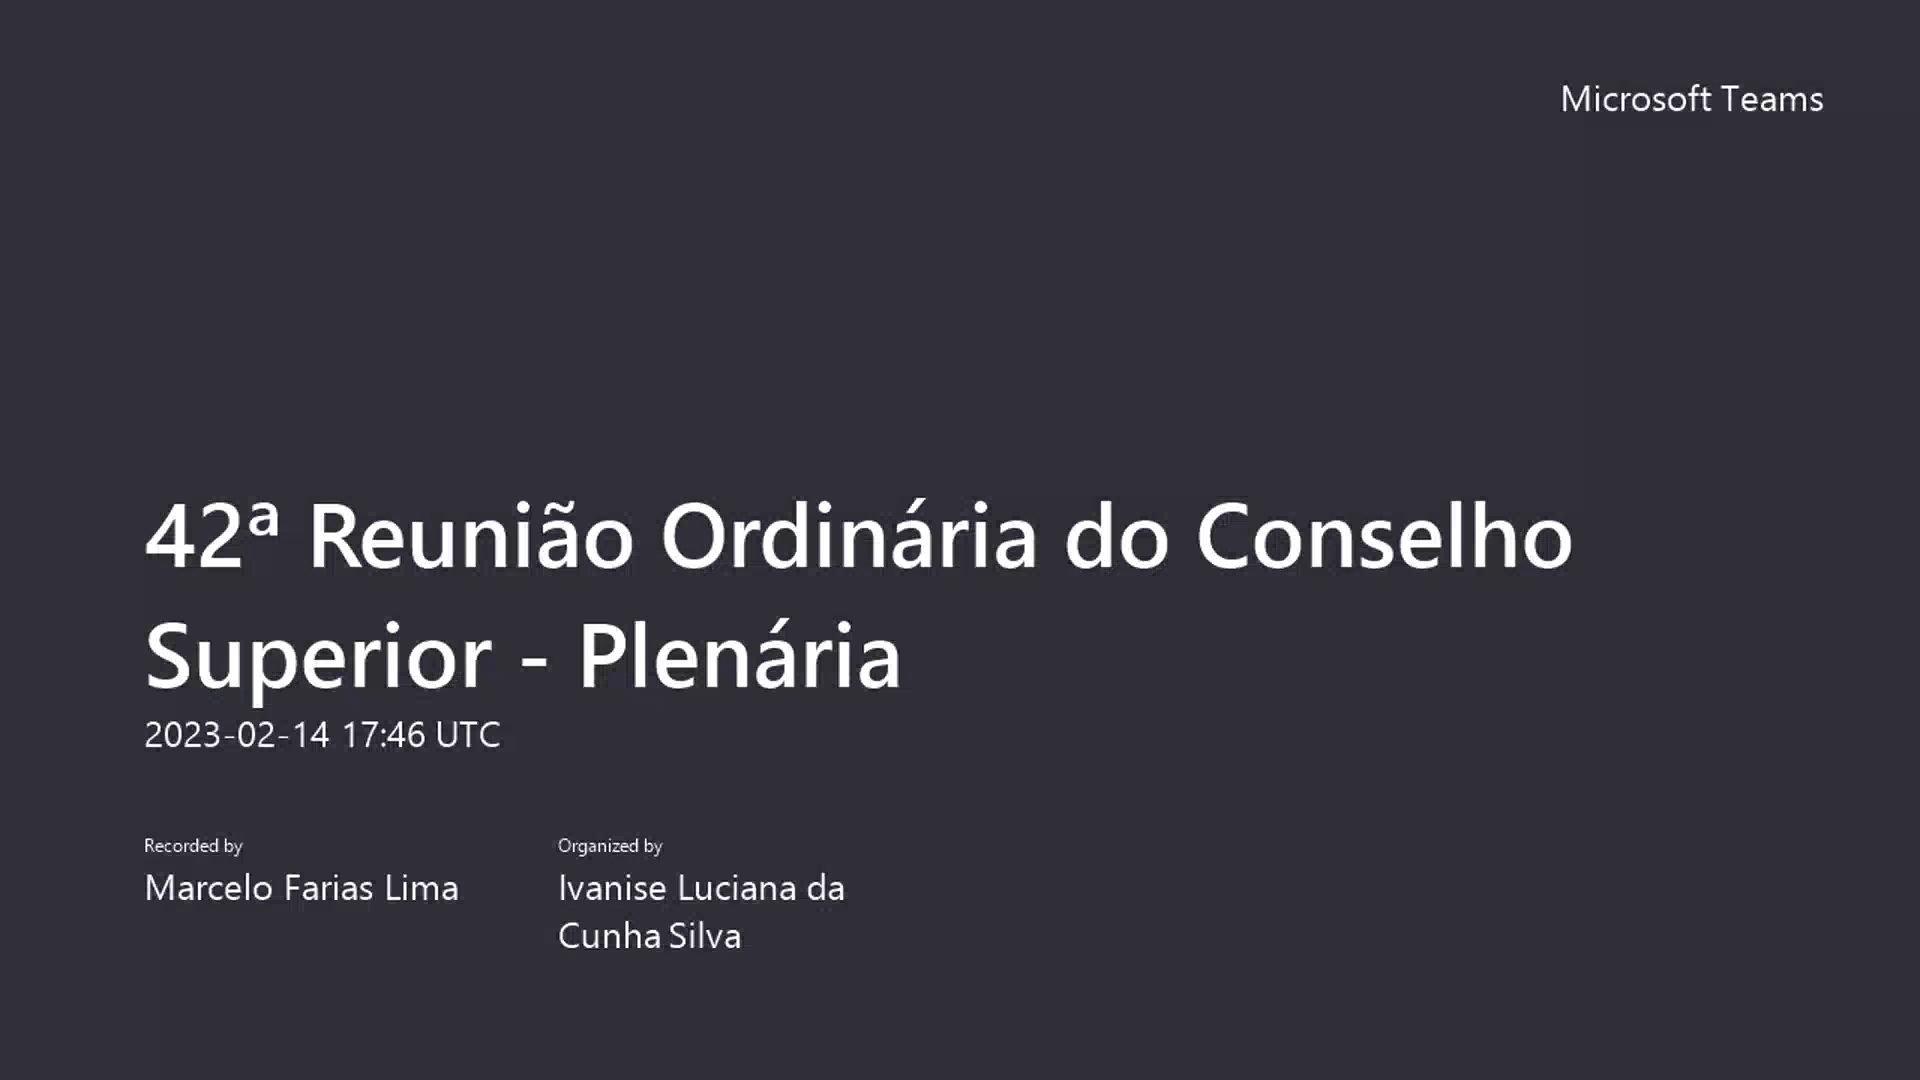 Microsoft Teams
42ª Reunião Ordinária do Conselho
Superior - Plenária
2023-02-14 17:46 UTC
Recorded by
Marcelo Farias Lima
Organized by
Ivanise Luciana da
Cunha Silva